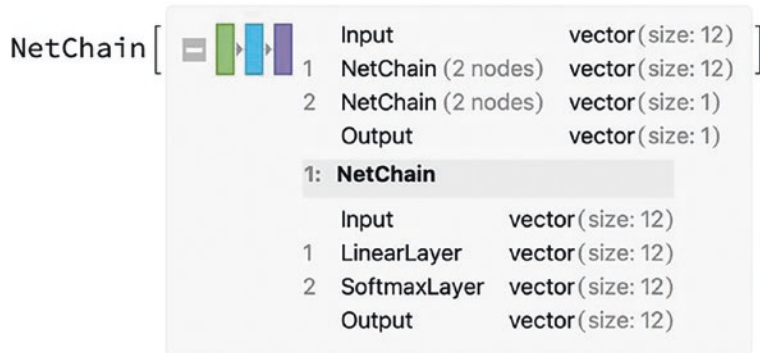 NetChain[
Input vector(size: 12)
1 NetChain (2 nodes) vector(size: 12)
2 NetChain (2 nodes) vector(size: 1)
Output vector(size: 1)
]
1: NetChain
Input vector(size: 12)
1 LinearLayer vector(size: 12)
2 SoftmaxLayer vector(size: 12)
Output vector(size: 12)